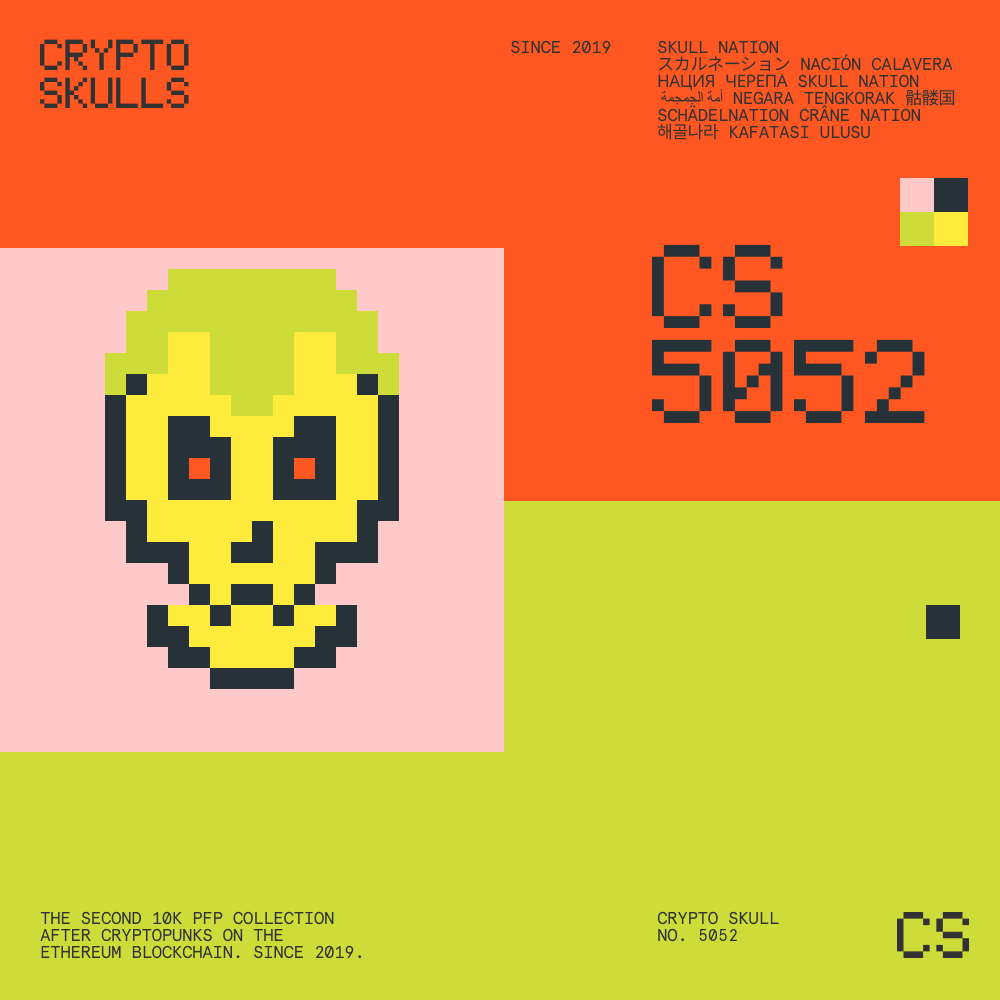 CRYPTO
SKULLS
SINCE 2019
SKULL NATION
スカルネーション NACIÓN CALAVERA
НАЦИЯ ЧЕРЕПА SKULL NATION
أمة الجمجمة NEGARA TENGKORAK 骷髅国
SCHÄDELNATION CRÂNE NATION
해골나라 KAFATASI ULUSU
CS
5052
THE SECOND 10K PFP COLLECTION
AFTER CRYPTOPUNKS ON THE
ETHEREUM BLOCKCHAIN. SINCE 2019.
CRYPTO SKULL
NO. 5052
CS